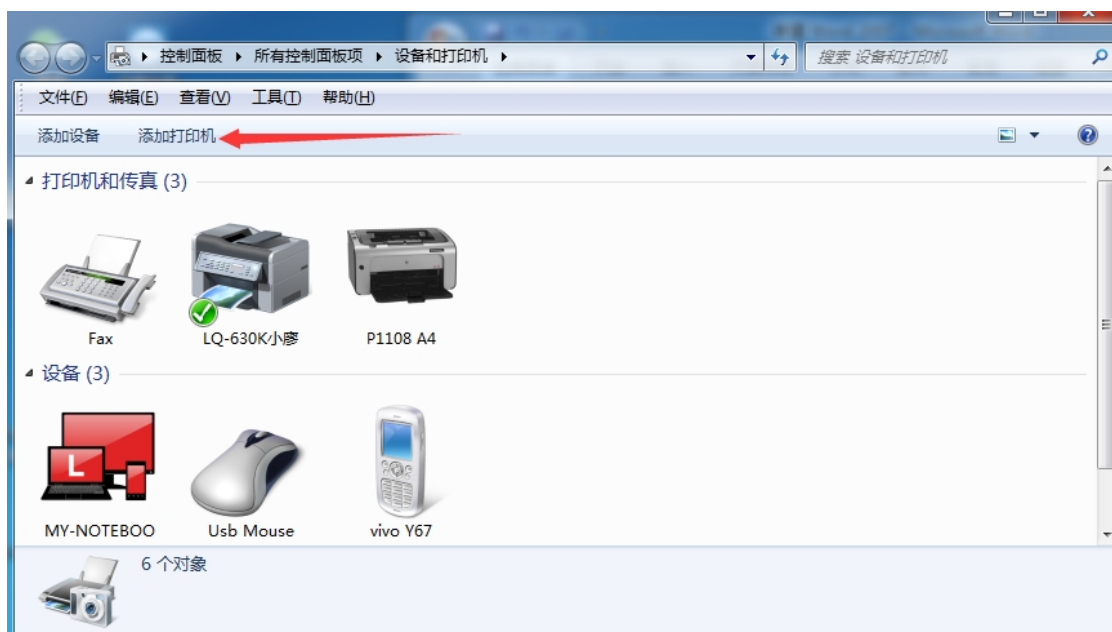 控制面板 ▸ 所有控制面板项 ▸ 设备和打印机 ▸
搜索 设备和打印机
文件(F) 编辑(E) 查看(V) 工具(T) 帮助(H)
添加设备 添加打印机
打印机和传真 (3)
Fax LQ-630K小廖 P1108 A4
设备 (3)
L
MY-NOTEBOO Usb Mouse vivo Y67
6 个对象